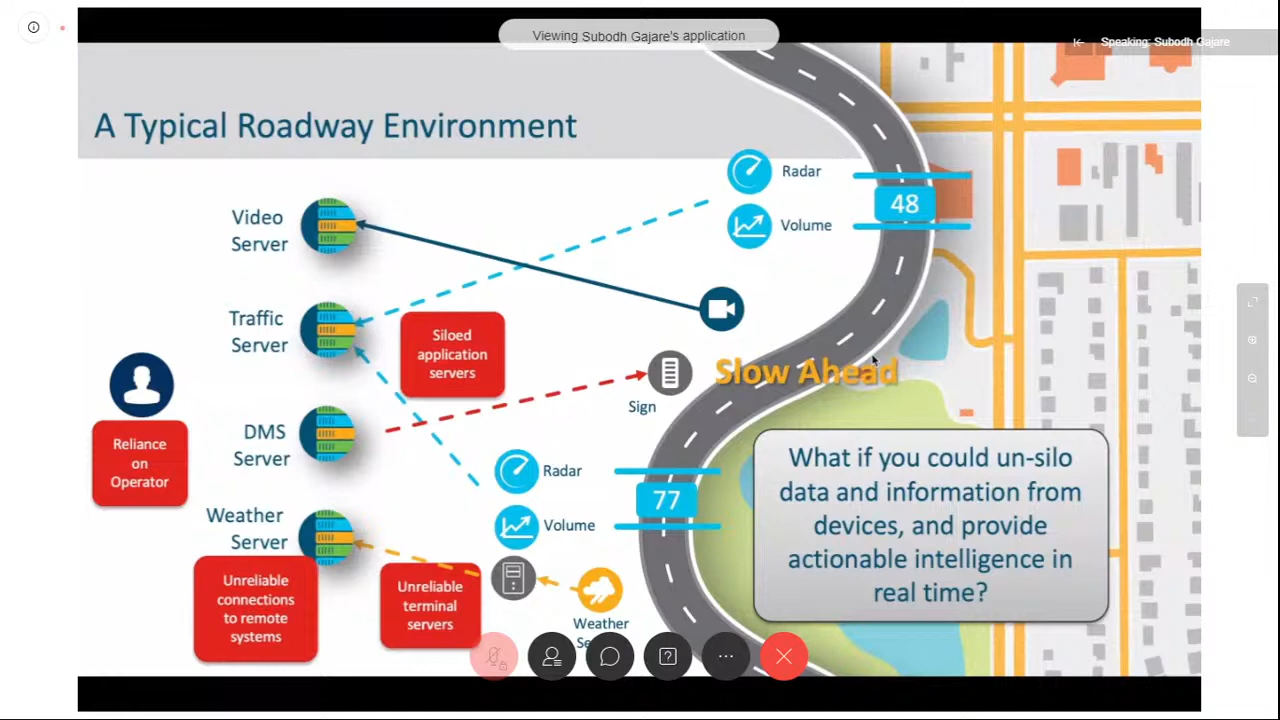 Viewing Subodh Gajare's application
Speaking: Subodh Gajare
A Typical Roadway Environment
Radar
48
Volume
Video
Server
Traffic
Server
Siloed
application
servers
Slow Ahead
Sign
Reliance
on
Operator
DMS
Server
Radar
77
Volume
What if you could un-silo
data and information from
devices, and provide
actionable intelligence in
real time?
Weather
Server
Unreliable
connections
to remote
systems
Unreliable
terminal
servers
Weather